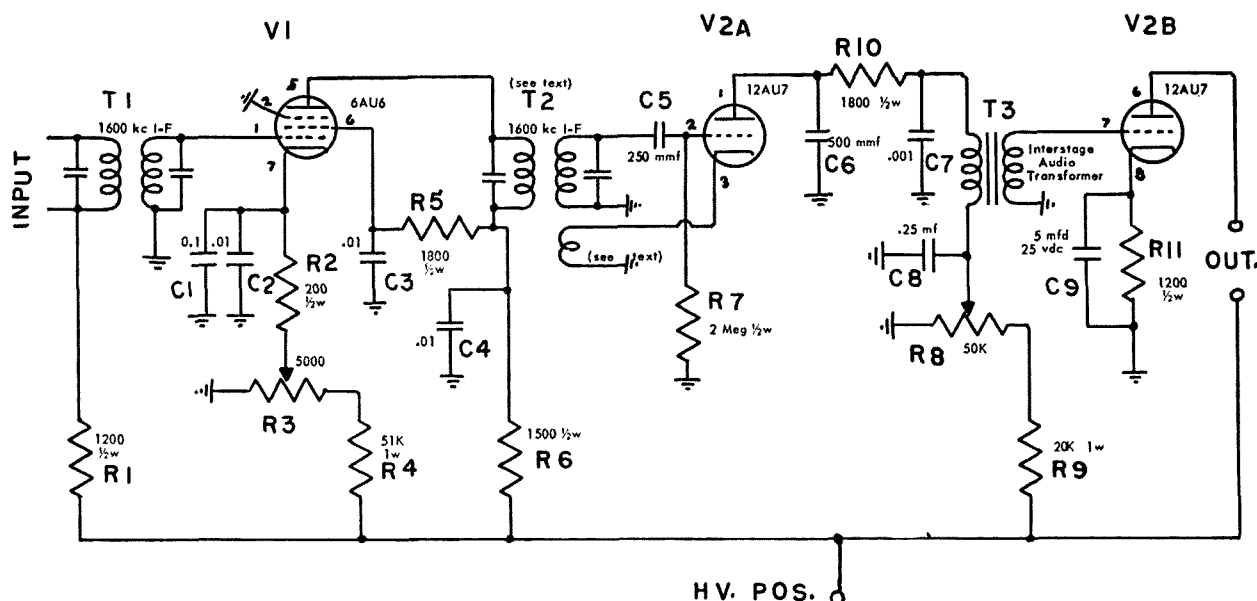 V1
V2A
V2B
T1
1600 kc I-F
INPUT
5
2
1
6
7
6AU6
(see text)
T2
1600 kc I-F
C5
250 mmf
1
2
3
12AU7
R10
1800 ½w
500 mmf
C6
.001
C7
T3
Interstage
Audio
Transformer
6
7
8
12AU7
0.1
.01
C1
C2
R2
200
½w
.01
C3
R5
1800
½w
.01
C4
(see text)
R7
2 Meg ½w
.25 mf
C8
R8
50K
5 mfd
25 vdc
C9
R11
1200
½w
OUT.
5000
R3
1200
½w
R1
51K
1w
R4
1500 ½w
R6
20K 1w
R9
HV. POS.